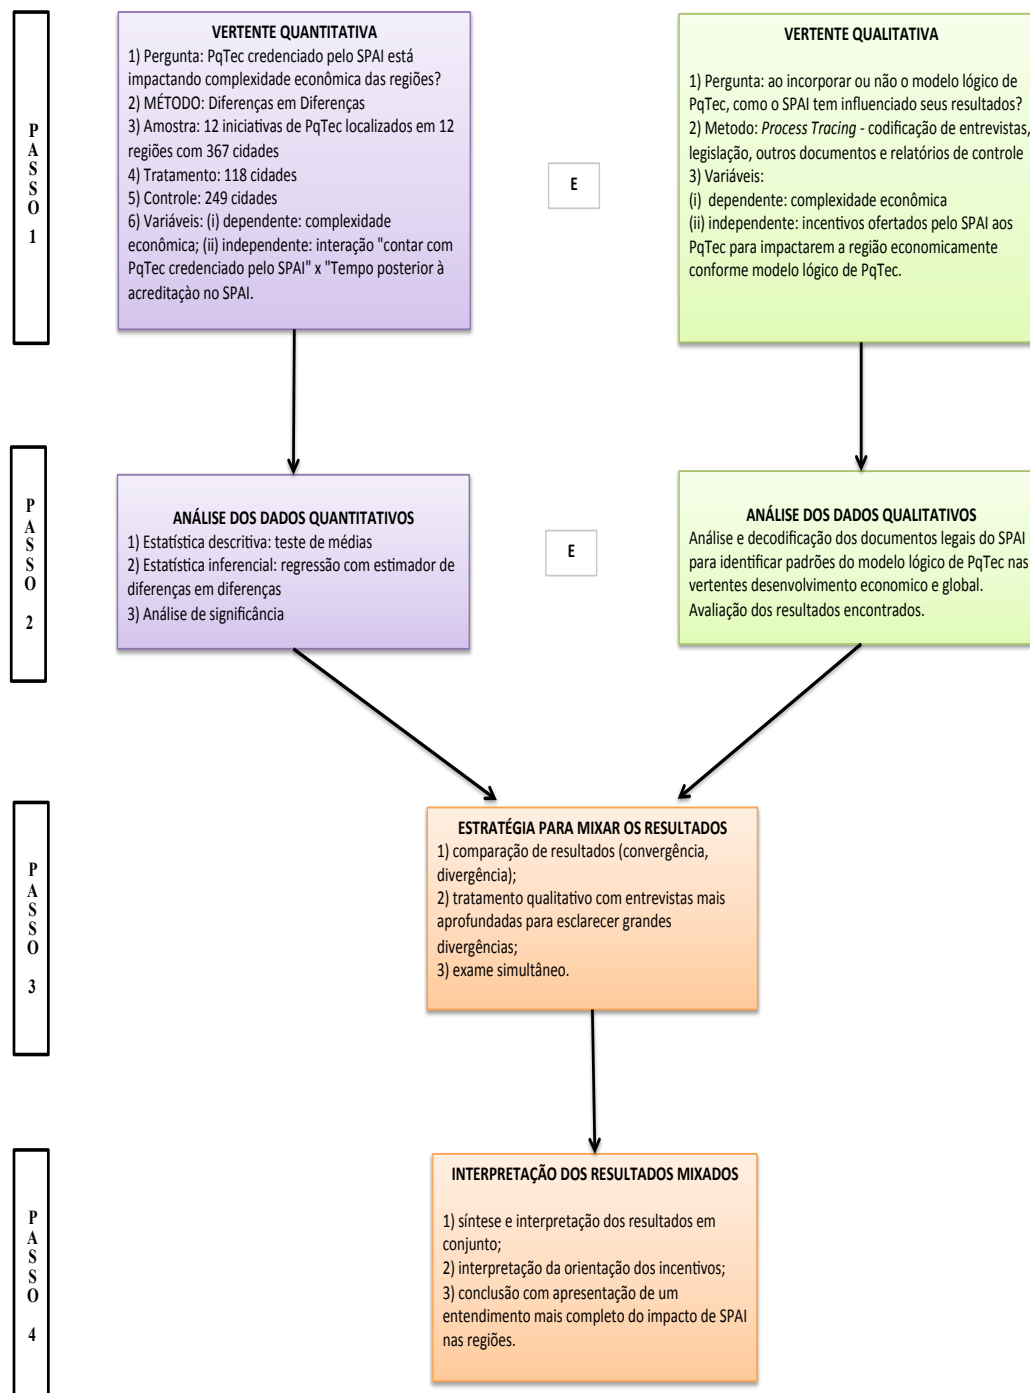 PASSO 1
VERTENTE QUANTITATIVA
1) Pergunta: PqTec credenciado pelo SPAI está
impactando complexidade econômica das regiões?
2) MÉTODO: Diferenças em Diferenças
3) Amostra: 12 iniciativas de PqTec localizados em 12
regiões com 367 cidades
4) Tratamento: 118 cidades
5) Controle: 249 cidades
6) Variáveis: (i) dependente: complexidade
econômica; (ii) independente: interação "contar com
PqTec credenciado pelo SPAI" x "Tempo posterior à
acreditaçào no SPAI.
E
VERTENTE QUALITATIVA
1) Pergunta: ao incorporar ou não o modelo lógico de
PqTec, como o SPAI tem influenciado seus resultados?
2) Metodo: Process Tracing - codificação de entrevistas,
legislação, outros documentos e relatórios de controle
3) Variáveis:
(i) dependente: complexidade econômica
(ii) independente: incentivos ofertados pelo SPAI aos
PqTec para impactarem a região economicamente
conforme modelo lógico de PqTec.
PASSO 2
ANÁLISE DOS DADOS QUANTITATIVOS
1) Estatística descritiva: teste de médias
2) Estatística inferencial: regressão com estimador de
diferenças em diferenças
3) Análise de significância
E
ANÁLISE DOS DADOS QUALITATIVOS
Análise e decodificação dos documentos legais do SPAI
para identificar padrões do modelo lógico de PqTec nas
vertentes desenvolvimento economico e global.
Avaliação dos resultados encontrados.
PASSO 3
ESTRATÉGIA PARA MIXAR OS RESULTADOS
1) comparação de resultados (convergência,
divergência);
2) tratamento qualitativo com entrevistas mais
aprofundadas para esclarecer grandes
divergências;
3) exame simultâneo.
PASSO 4
INTERPRETAÇÃO DOS RESULTADOS MIXADOS
1) síntese e interpretação dos resultados em
conjunto;
2) interpretação da orientação dos incentivos;
3) conclusão com apresentação de um
entendimento mais completo do impacto de SPAI
nas regiões.